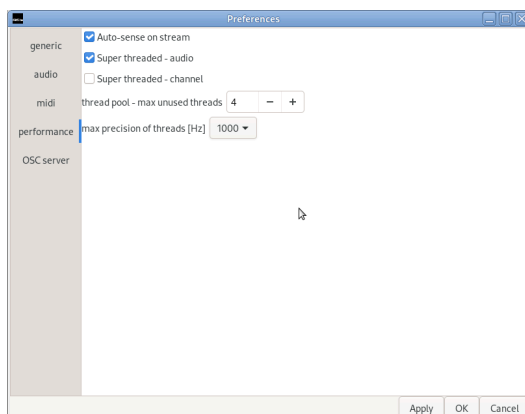 Preferences
generic
audio
midi
performance
OSC server
Auto-sense on stream
Super threaded - audio
Super threaded - channel
thread pool - max unused threads 4
max precision of threads [Hz] 1000
Apply OK Cancel